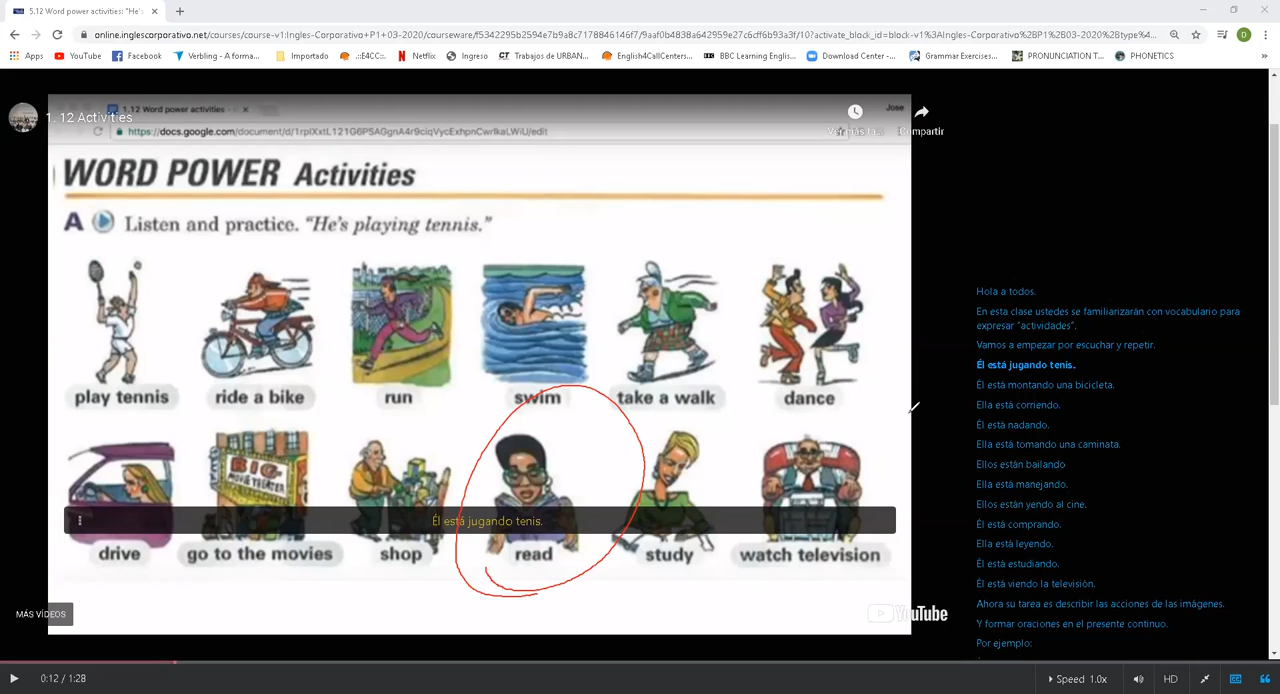 5.12 Word power activities: "He's
online.inglescorporativo.net/courses/course-v1:Ingles-Corporativo+P1+03-2020/courseware/f5342295b2594e7b9a8c7178846146f7/9aaf0b4838a642959e27c6cff6b93a3f/10?activate_block_id=block-v1%3AIngles-Corporativo%2BP1%2B03-2020%2Btype%4...
Apps YouTube Facebook Verbling - A forma... Importado .::E4CC::. Netflix Ingreso CT Trabajos de URBAN... English4CallCenters... BBC Learning Engli... Download Center -... Grammar Exercises... PRONUNCIATION T... PHONETICS »
1.12 Word power activities -
Jose
1. 12 Activities
Compartir
WORD POWER Activities
A Listen and practice. "He's playing tennis."
play tennis ride a bike run swim take a walk dance
BIG
MOVIE THEATER
Él está jugando tenis.
drive go to the movies shop read study watch television
MÁS VÍDEOS
YouTube
Hola a todos.
En esta clase ustedes se familiarizarán con vocabulario para
expresar "actividades".
Vamos a empezar por escuchar y repetir.
Él está jugando tenis.
Él está montando una bicicleta.
Ella está corriendo.
Él está nadando.
Ella está tomando una caminata.
Ellos están bailando
Ella está manejando.
Ellos están yendo al cine.
Él está comprando.
Ella está leyendo.
Él está estudiando.
Él está viendo la televisión.
Ahora su tarea es describir las acciones de las imágenes.
Y formar oraciones en el presente continuo.
Por ejemplo:
0:12 / 1:28
Speed 1.0x HD